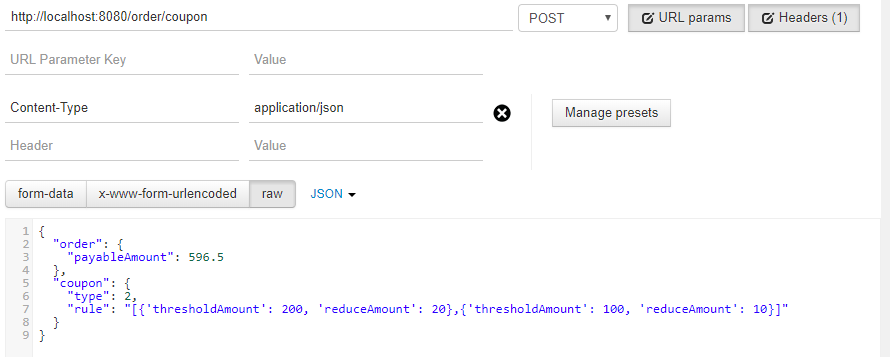 http://localhost:8080/order/coupon POST URL params Headers (1)
URL Parameter Key Value
Content-Type application/json Manage presets
Header Value
form-data x-www-form-urlencoded raw JSON
1 {
2 "order": {
3 "payableAmount": 596.5
4 },
5 "coupon": {
6 "type": 2,
7 "rule": "[{'thresholdAmount': 200, 'reduceAmount': 20},{'thresholdAmount': 100, 'reduceAmount': 10}]"
8 }
9 }